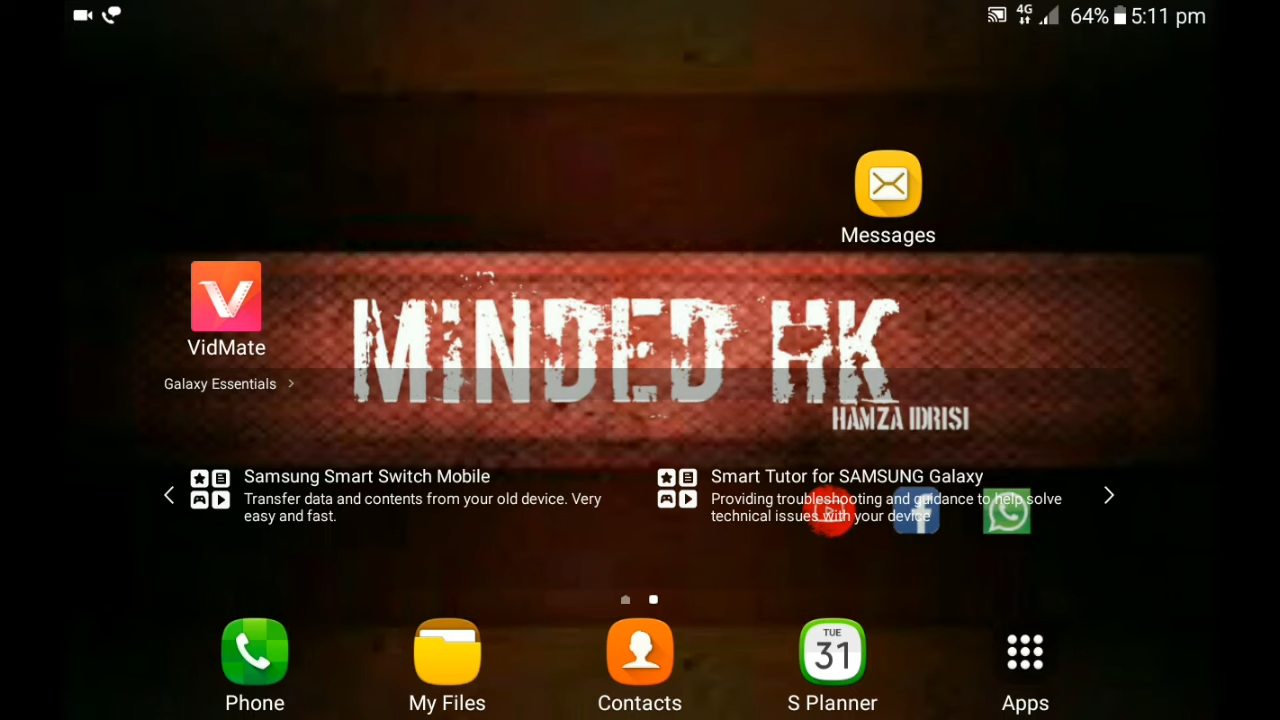 4G 64% 5:11 pm
Messages
VidMate
MINDED HK
Galaxy Essentials
HAMZA IDRISI
Samsung Smart Switch Mobile
Transfer data and contents from your old device. Very
easy and fast.
Smart Tutor for SAMSUNG Galaxy
Providing troubleshooting and guidance to help solve
technical issues with your device
TUE
31
Phone
My Files
Contacts
S Planner
Apps